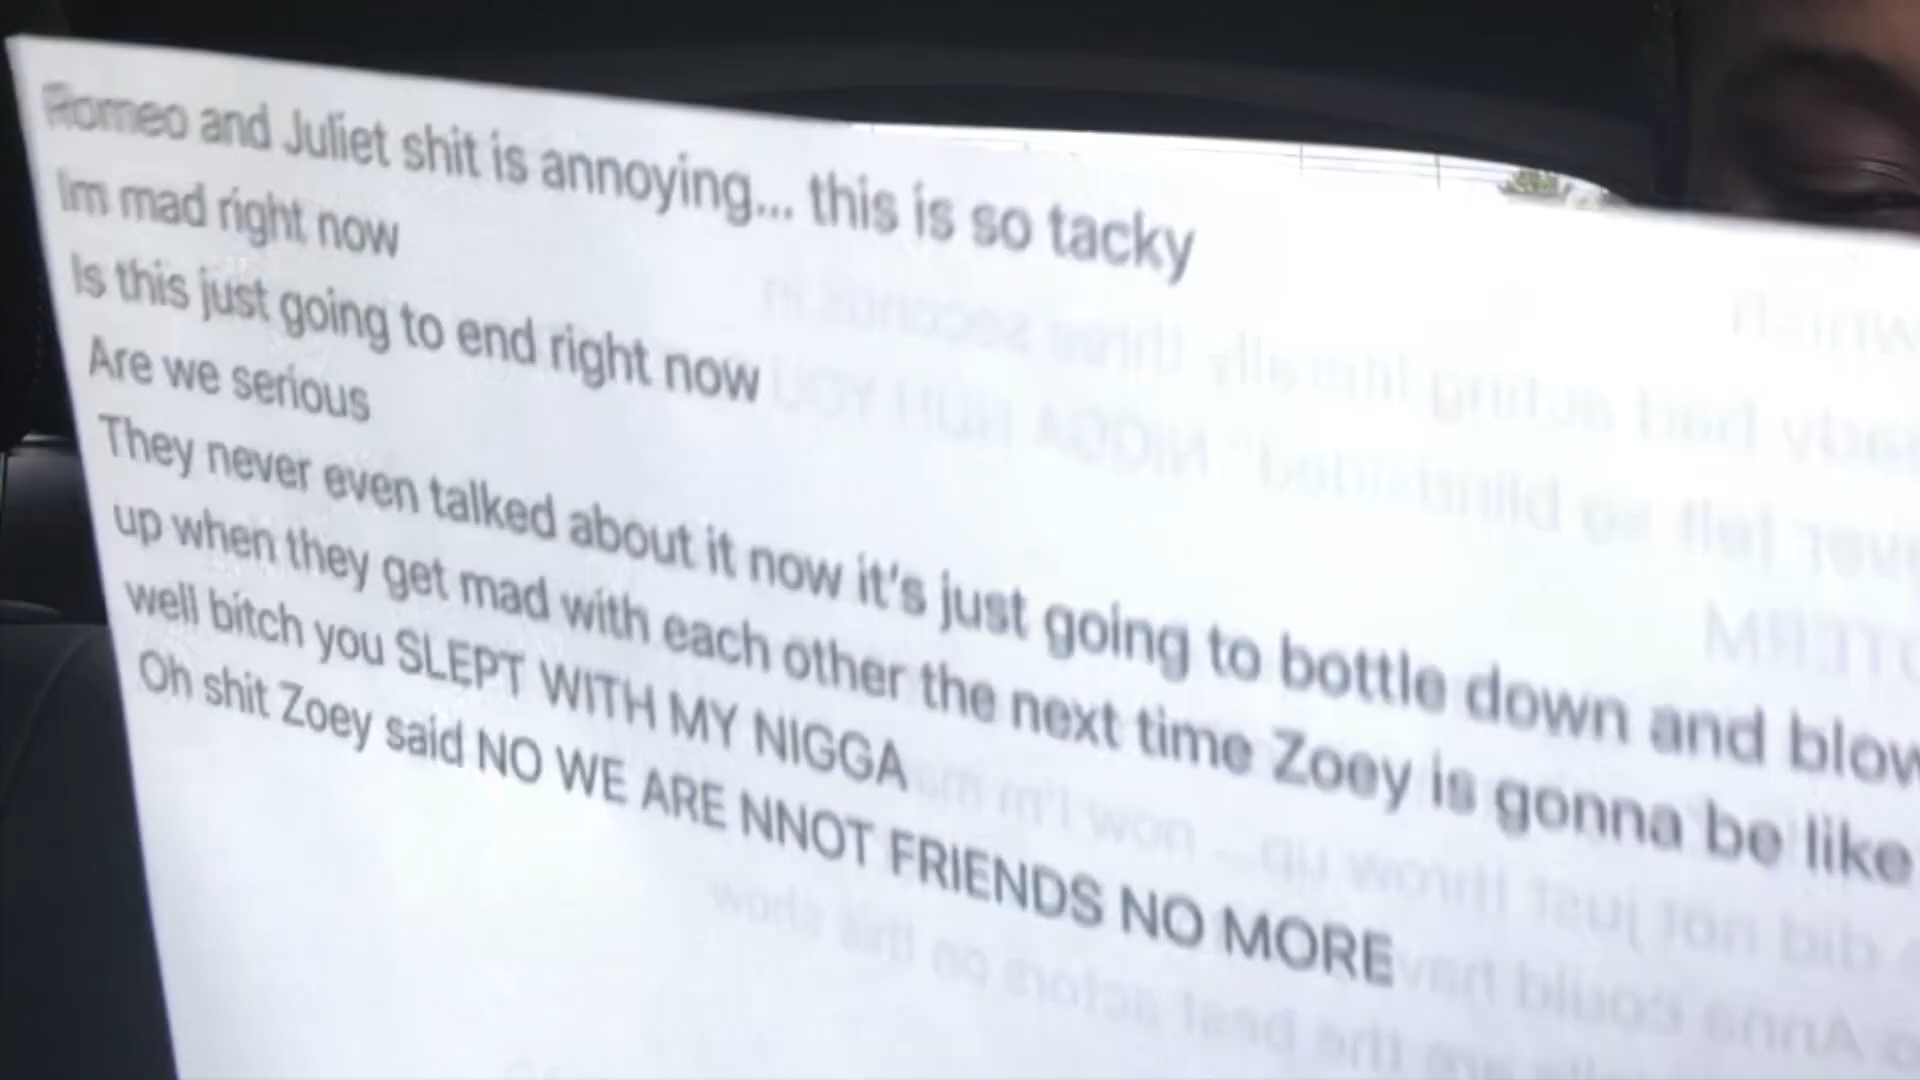 Romeo and Juliet shit is annoying... this is so tacky
Im mad right now
Is this just going to end right now
Are we serious
They never even talked about it now it's just going to bottle down and blow
up when they get mad with each other the next time Zoey is gonna be like
well bitch you SLEPT WITH MY NIGGA
Oh shit Zoey said NO WE ARE NNOT FRIENDS NO MORE